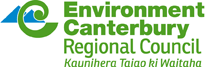 Environment
Canterbury
Regional Council
Kaunihera Taiao ki Waitaha